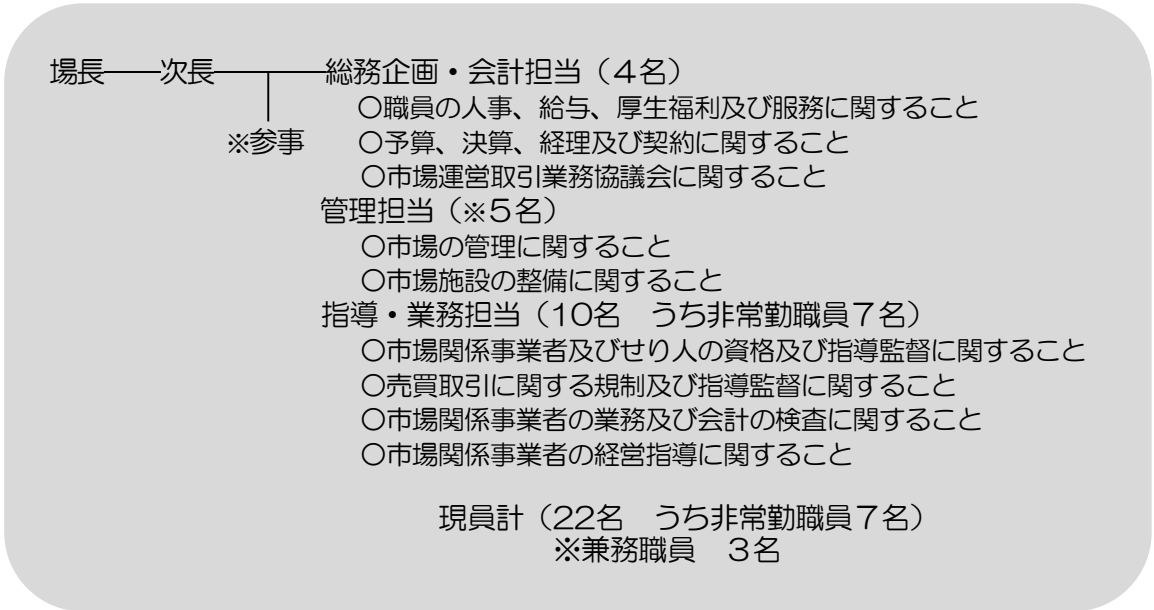 場長 次長 総務企画・会計担当（4名）
〇職員の人事、給与、厚生福利及び服務に関すること
※参事 〇予算、決算、経理及び契約に関すること
〇市場運営取引業務協議会に関すること
管理担当（※5名）
〇市場の管理に関すること
〇市場施設の整備に関すること
指導・業務担当（10名　うち非常勤職員7名）
〇市場関係事業者及びせり人の資格及び指導監督に関すること
〇売買取引に関する規制及び指導監督に関すること
〇市場関係事業者の業務及び会計の検査に関すること
〇市場関係事業者の経営指導に関すること
現員計（22名　うち非常勤職員7名）
※兼務職員　3名